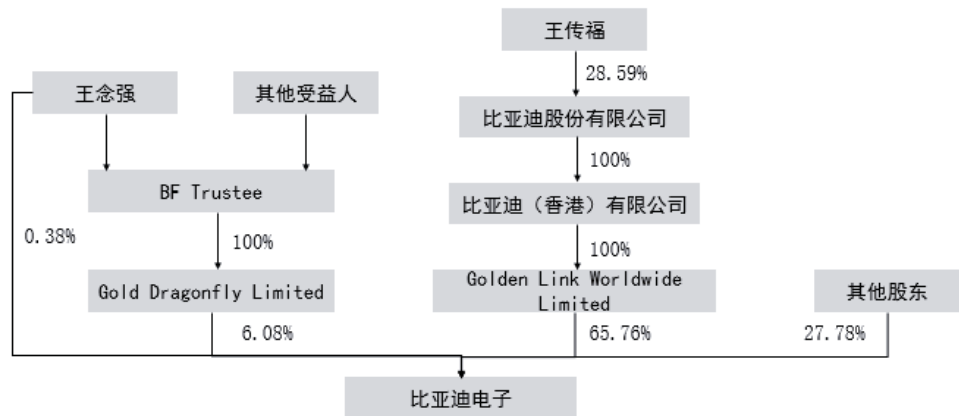 王传福
28.59%
王念强
其他受益人
比亚迪股份有限公司
100%
BF Trustee
比亚迪（香港）有限公司
0.38%
100%
100%
Gold Dragonfly Limited
Golden Link Worldwide
Limited
其他股东
6.08%
65.76%
27.78%
比亚迪电子